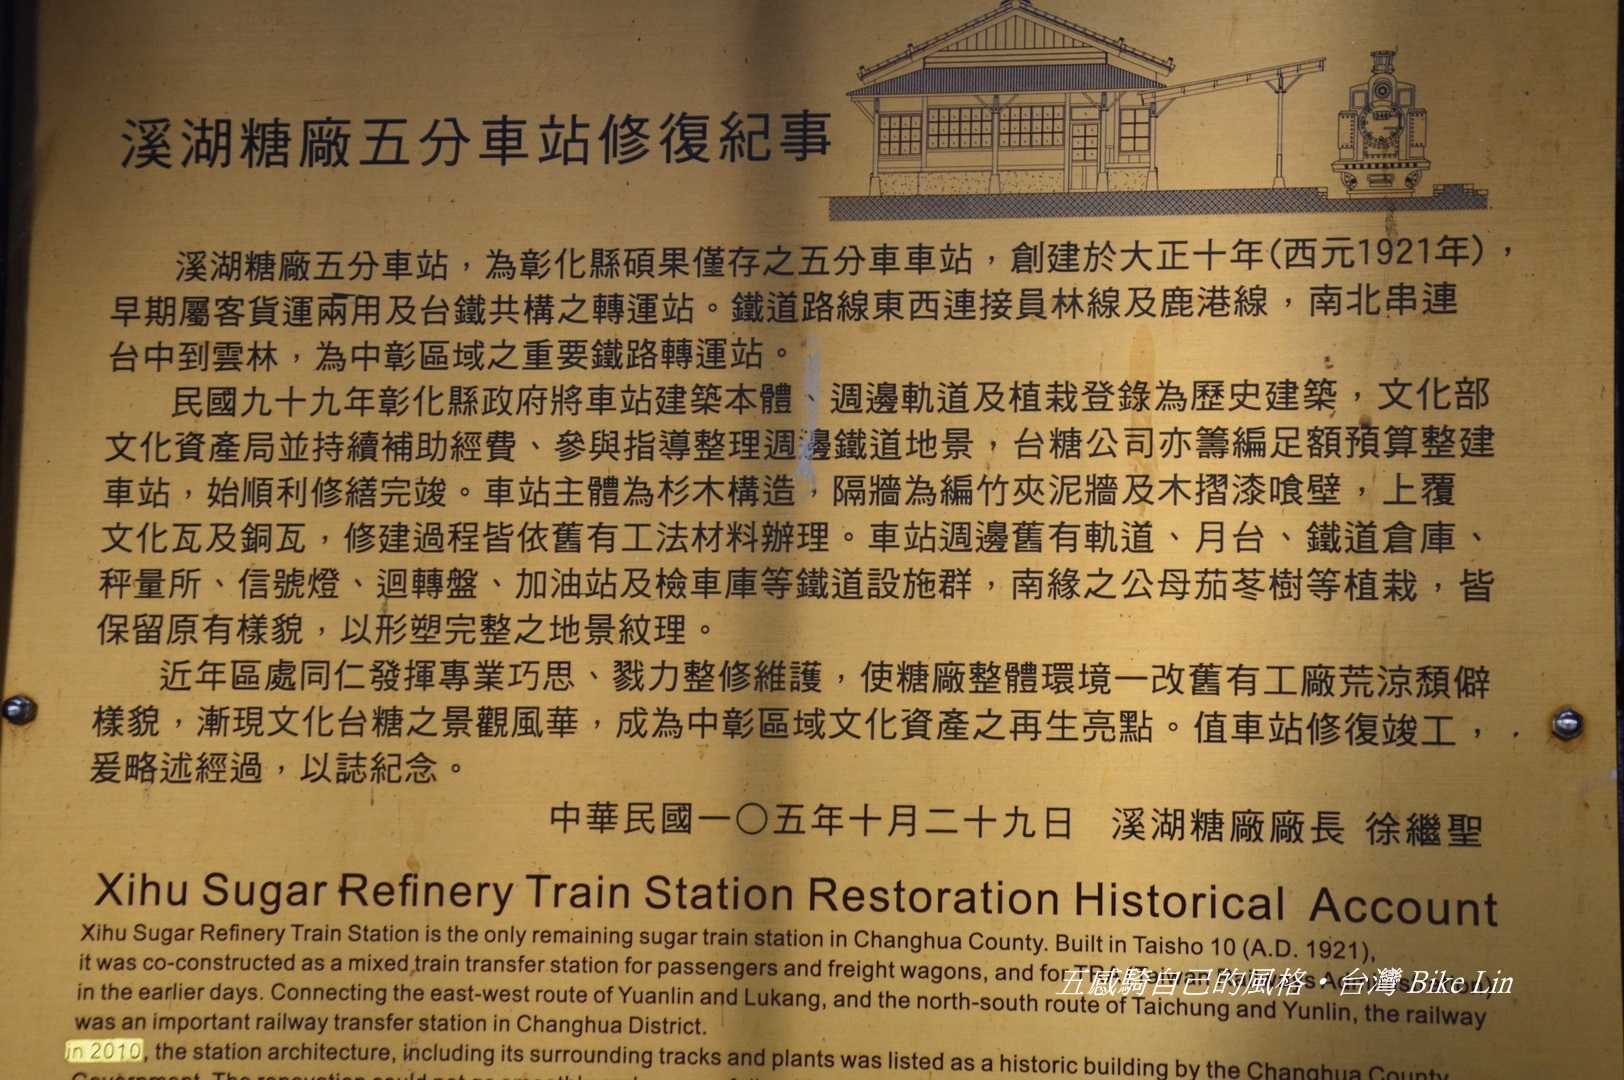 溪湖糖廠五分車站修復紀事
溪湖糖廠五分車站，為彰化縣碩果僅存之五分車車站，創建於大正十年(西元1921年)，
早期屬客貨運兩用及台鐵共構之轉運站。鐵道路線東西連接員林線及鹿港線，南北串連
台中到雲林，為中彰區域之重要鐵路轉運站。
民國九十九年彰化縣政府將車站建築本體、週邊軌道及植栽登錄為歷史建築，文化部
文化資產局並持續補助經費、參與指導整理週邊鐵道地景，台糖公司亦籌編足額預算整建
車站，始順利修繕完竣。車站主體為杉木構造，隔牆為編竹夾泥牆及木摺漆喰壁，上覆
文化瓦及銅瓦，修建過程皆依舊有工法材料辦理。車站週邊舊有軌道、月台、鐵道倉庫、
秤量所、信號燈、迴轉盤、加油站及檢車庫等鐵道設施群，南緣之公母茄苳樹等植栽，皆
保留原有樣貌，以形塑完整之地景紋理。
近年區處同仁發揮專業巧思、戮力整修維護，使糖廠整體環境一改舊有工廠荒涼頹僻
樣貌，漸現文化台糖之景觀風華，成為中彰區域文化資產之再生亮點。值車站修復竣工，
爰略述經過，以誌紀念。
中華民國一〇五年十月二十九日 溪湖糖廠廠長 徐繼聖
Xihu Sugar Refinery Train Station Restoration Historical Account
Xihu Sugar Refinery Train Station is the only remaining sugar train station in Changhua County. Built in Taisho 10 (A.D. 1921),
it was co-constructed as a mixed train transfer station for passengers and freight wagons, and for
五感騎自己的風格・台灣 Bike Lin
in the earlier days. Connecting the east-west route of Yuanlin and Lukang, and the north-south route of Taichung and Yunlin, the railway
was an important railway transfer station in Changhua District.
in 2010, the station architecture, including its surrounding tracks and plants was listed as a historic building by the Changhua County